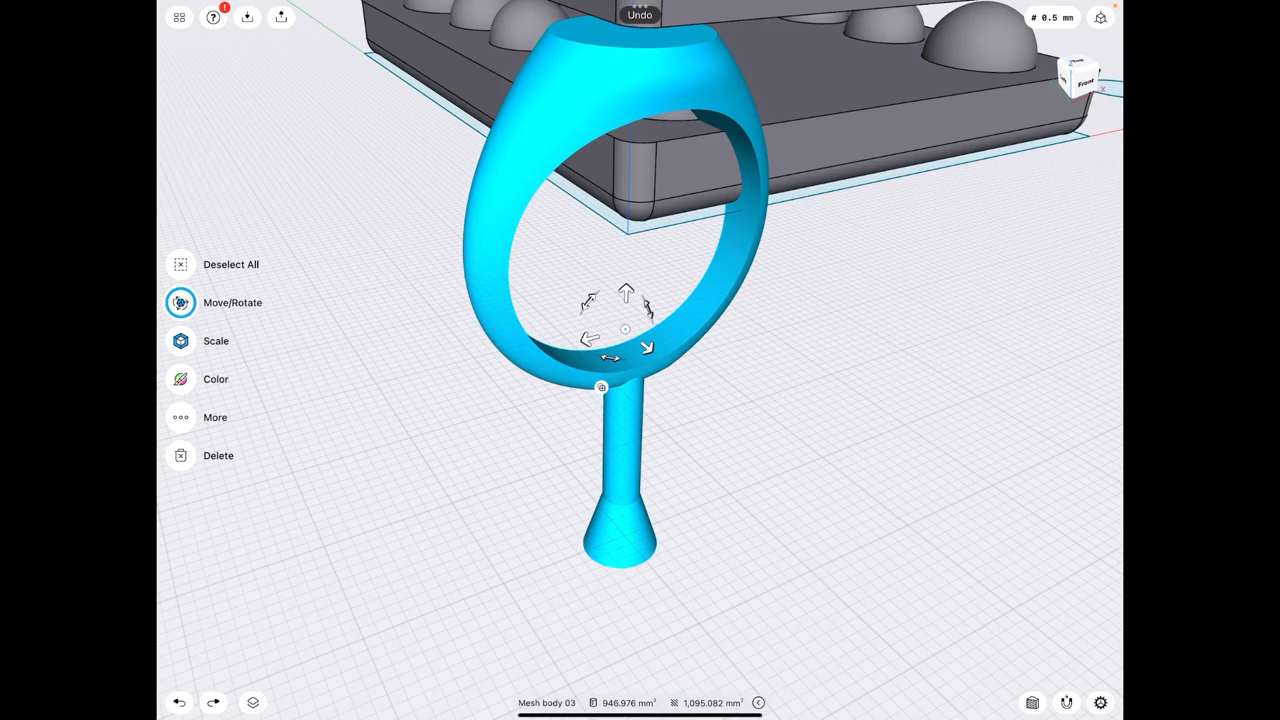 Undo
!
# 0.5 mm
Front
X
Deselect All
Move/Rotate
Scale
Color
More
Delete
Mesh body 03 946.976 mm³ 1,095.082 mm²